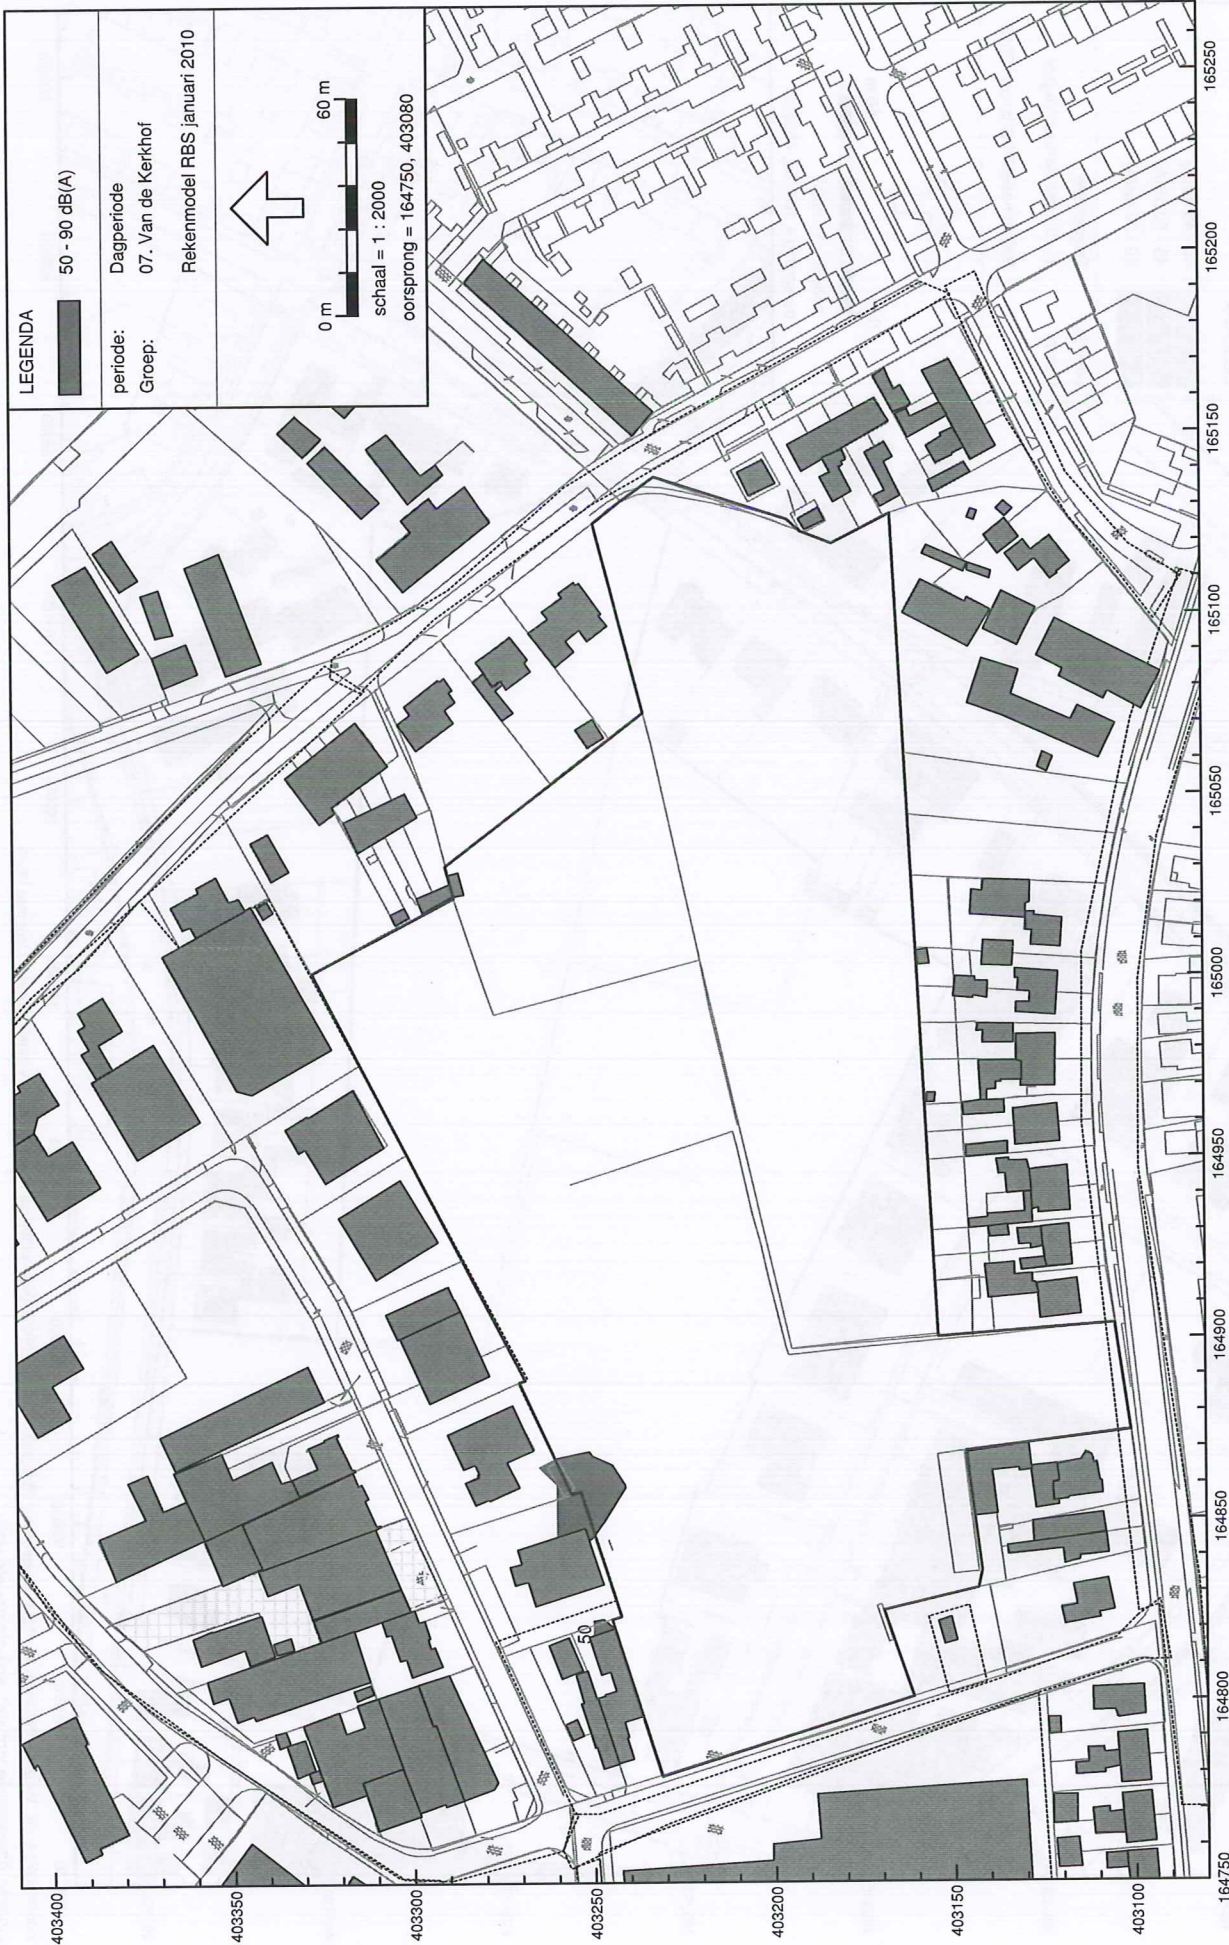 LEGENDA
50 - 90 dB(A)
periode: Dagperiode
Groep: 07. Van de Kerkhof
Rekenmodel RBS januari 2010
0 m 60 m
schaal = 1 : 2000
oorsprong = 164750, 403080
50
403400
403350
403300
403250
403200
403150
403100
164750
164800
164850
164900
164950
165000
165050
165100
165150
165200
165250